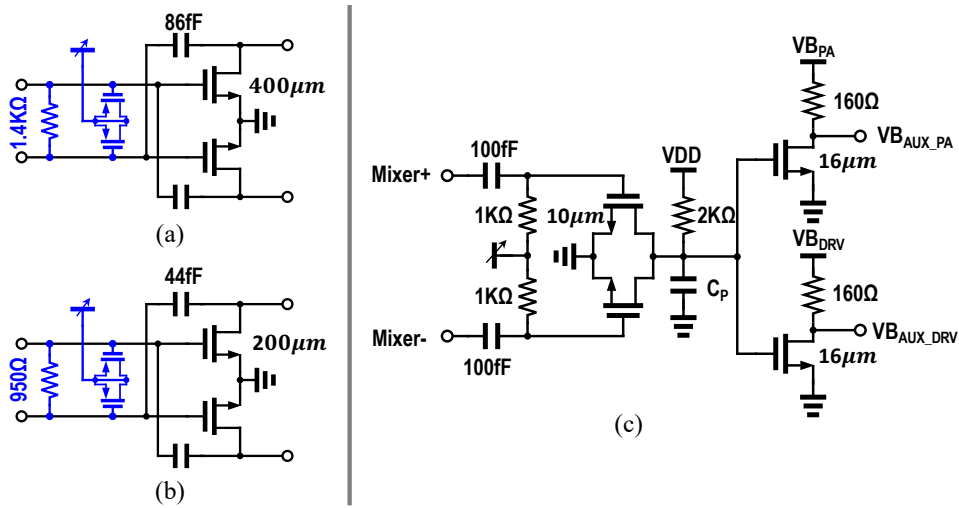 86fF
400μm
1.4KΩ
(a)
44fF
200μm
950Ω
(b)
VB_PA
160Ω
VB_AUX_PA
16μm
100fF
Mixer+
VDD
1KΩ
10μm
2KΩ
VB_DRV
1KΩ
C_P
160Ω
Mixer-
VB_AUX_DRV
100fF
16μm
(c)